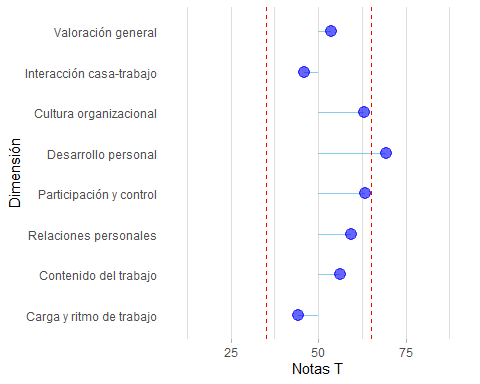 Dimensión
Valoración general
Interacción casa-trabajo
Cultura organizacional
Desarrollo personal
Participación y control
Relaciones personales
Contenido del trabajo
Carga y ritmo de trabajo
25 50 75
Notas T